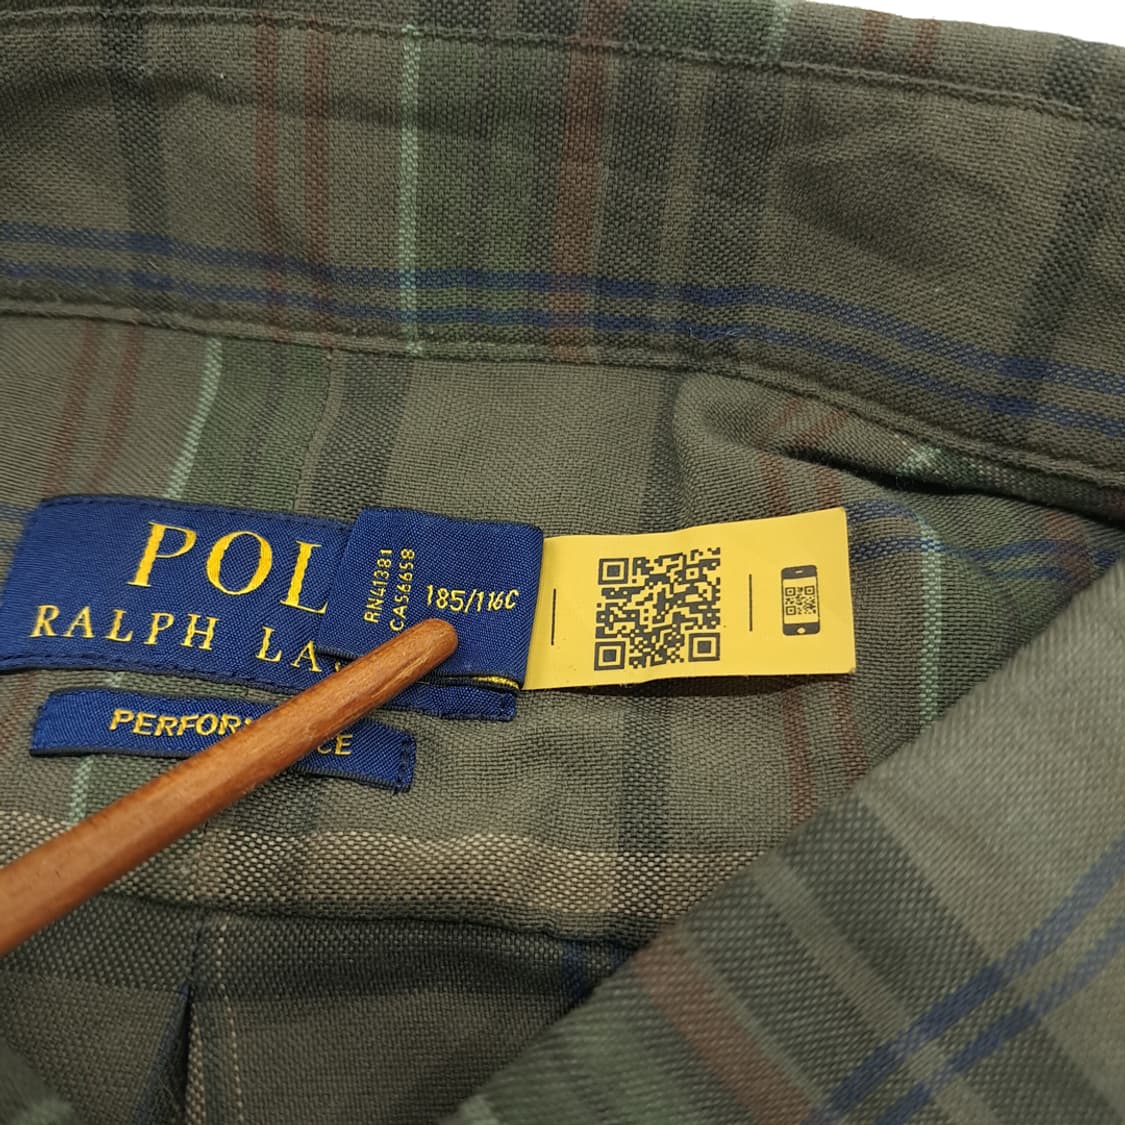 POL
RALPH LA
PERFOR CE
RN41381
CA56658
185/116C